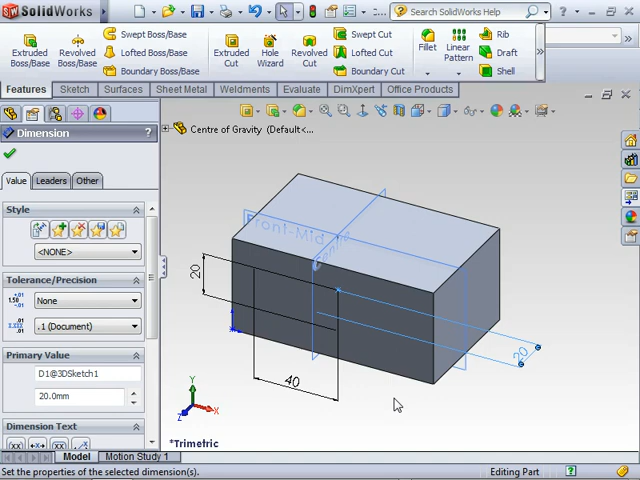 SolidWorks
Search SolidWorks Help
Extruded Boss/Base
Revolved Boss/Base
Swept Boss/Base
Lofted Boss/Base
Boundary Boss/Base
Extruded Cut
Hole Wizard
Revolved Cut
Swept Cut
Lofted Cut
Boundary Cut
Fillet
Linear Pattern
Rib
Draft
Shell
Features
Sketch
Surfaces
Sheet Metal
Weldments
Evaluate
DimXpert
Office Products
Dimension
?
Centre of Gravity (Default<...
Value
Leaders
Other
Style
<NONE>
Tolerance/Precision
None
.1 (Document)
Primary Value
D1@3DSketch1
20.0mm
Dimension Text
Front-Mid
20
40
20
Y
X
Z
*Trimetric
Model
Motion Study 1
Set the properties of the selected dimension(s).
Editing Part